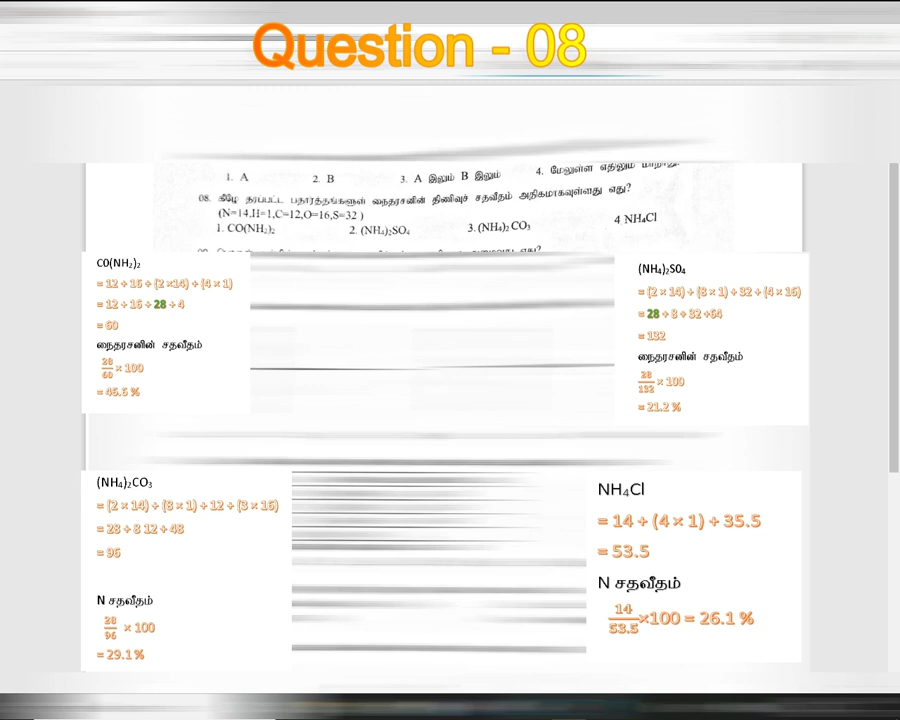 Question - 08
1. A 2. B 3. A இலும் B இலும் 4. மேலுள்ள எதிலும்
08. கீழே தரப்பட்ட பதார்த்தங்களுள் நைதரசனின் திணிவுச் சதவீதம் அதிகமாகவுள்ளது எது?
(N=14,H=1,C=12,O=16,S=32 )
1. CO(NH₂)₂ 2. (NH₄)₂SO₄ 3. (NH₄)₂ CO₃ 4 NH₄Cl
CO(NH₂)₂
= 12 + 16 + (2 ×14) + (4 × 1)
= 12 + 16 + 28 + 4
= 60
நைதரசனின் சதவீதம்
28/60 × 100
= 46.6 %
(NH₄)₂SO₄
= (2 × 14) + (8 × 1) + 32 + (4 × 16)
= 28 + 8 + 32 +64
= 132
நைதரசனின் சதவீதம்
28/132 × 100
= 21.2 %
(NH₄)₂CO₃
= (2 × 14) + (8 × 1) + 12 + (3 × 16)
= 28 + 8 12 + 48
= 96
N சதவீதம்
28/96 × 100
= 29.1 %
NH₄Cl
= 14 + (4 × 1) + 35.5
= 53.5
N சதவீதம்
14/53.5 ×100 = 26.1 %